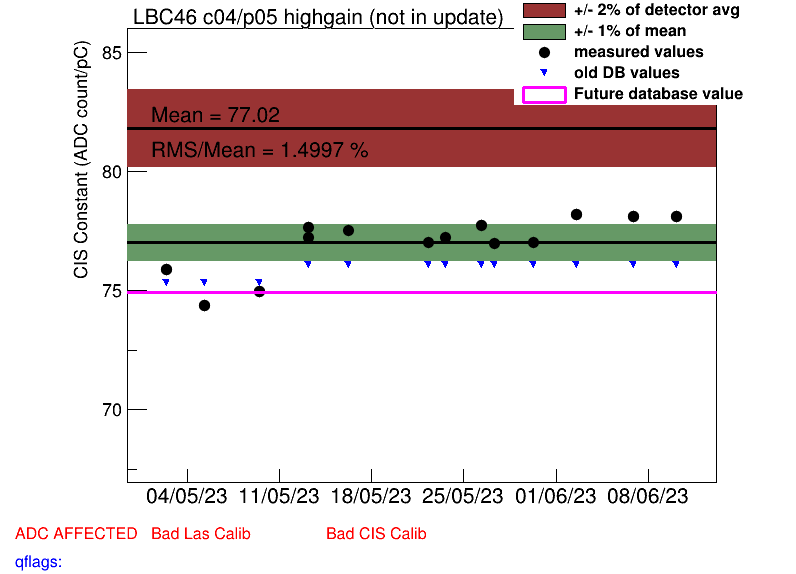 LBC46 c04/p05 highgain (not in update)
+/- 2% of detector avg
+/- 1% of mean
measured values
old DB values
Future database value
CIS Constant (ADC count/pC)
85
80
75
70
Mean = 77.02
RMS/Mean = 1.4997 %
04/05/23 11/05/23 18/05/23 25/05/23 01/06/23 08/06/23
ADC AFFECTED Bad Las Calib Bad CIS Calib
qflags: